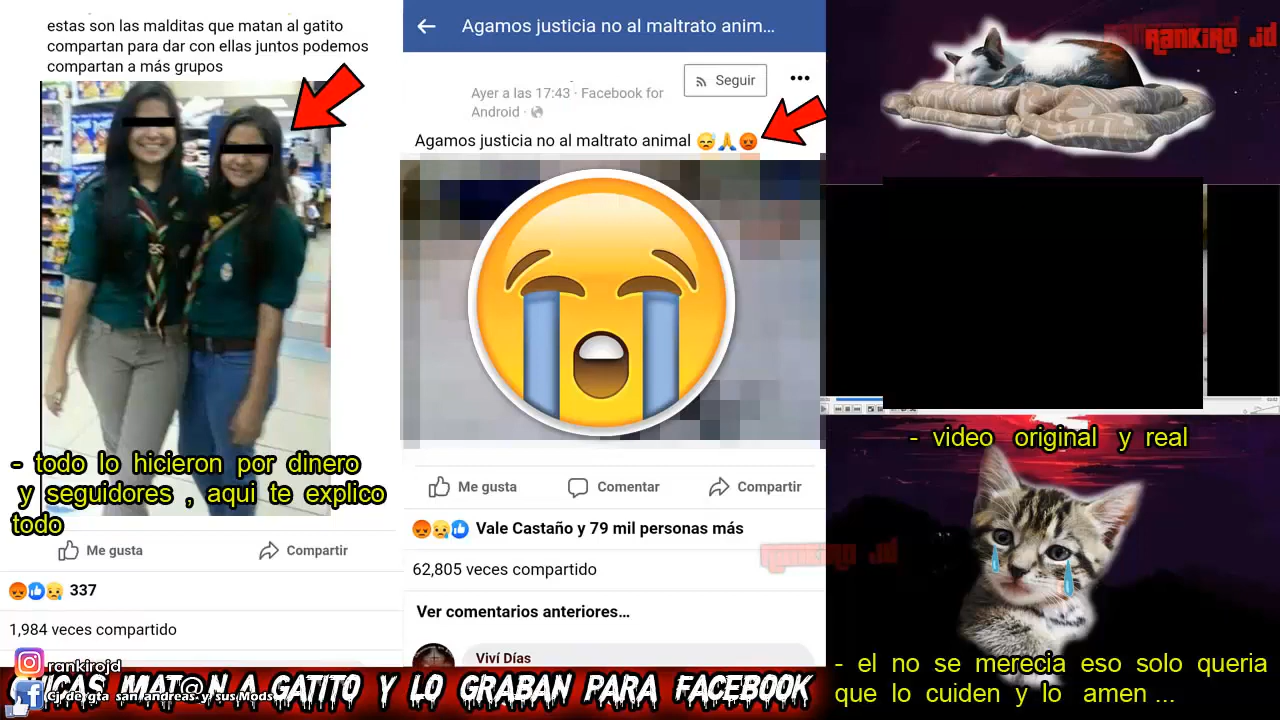 estas son las malditas que matan al gatito
compartan para dar con ellas juntos podemos
compartan a más grupos
- todo lo hicieron por dinero
y seguidores , aqui te explico
todo
Me gusta
Compartir
337
1,984 veces compartido
rankirojd
Cj de gta san andreas y sus Mods
Agamos justicia no al maltrato anim...
Seguir
Ayer a las 17:43 · Facebook for
Android ·
Agamos justicia no al maltrato animal 😴🙏😡
Me gusta
Comentar
Compartir
Vale Castaño y 79 mil personas más
62,805 veces compartido
Ver comentarios anteriores...
Viví Días
CHICAS M@T@N A GATITO Y LO GRABAN PARA FACEBOOK
RANKIRO JD
- video original y real
RANKIRO JD
- el no se merecia eso solo queria
que lo cuiden y lo amen ...